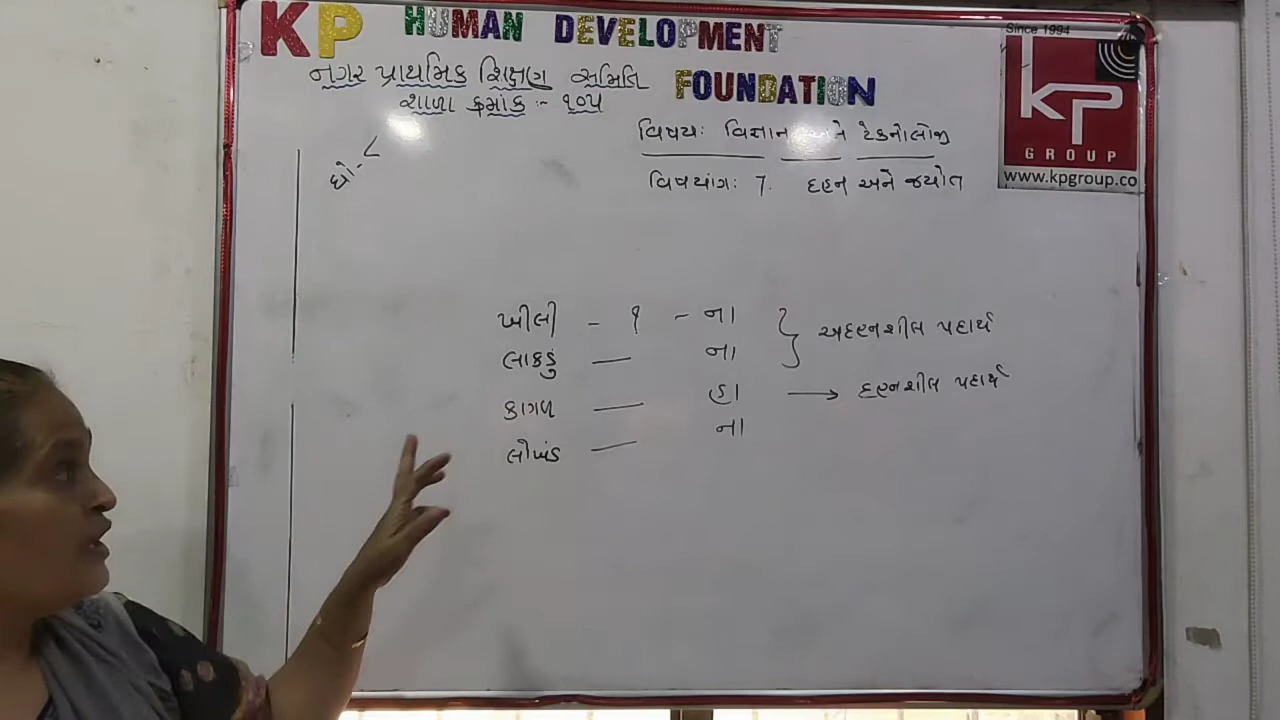 KP HUMAN DEVELOPMENT
FOUNDATION
નગર પ્રાથમિક શિક્ષણ સમિતિ
શાળા ક્રમાંક :- ૧૦૫
Since 1994
KP
GROUP
www.kpgroup.co
ધો-૮
વિષય: વિજ્ઞાન અને ટેકનોલોજી
વિષયાંગ: 7. દહન અને જ્યોત
ખીલી - ૧ - ના } અદહનશીલ પદાર્થ
લાકડું — ના
કાગળ — હા → દહનશીલ પદાર્થ
લોખંડ — ના